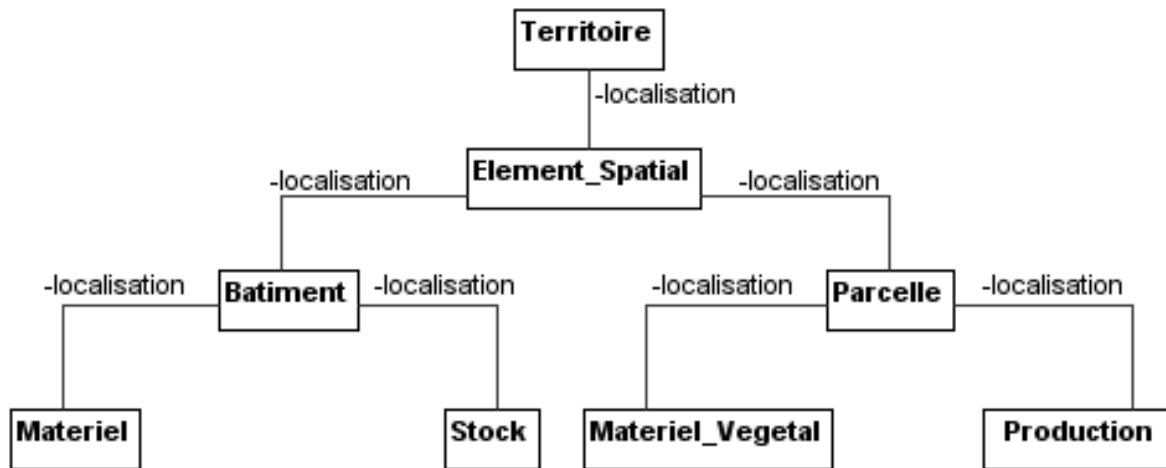 Territoire
-localisation
Element_Spatial
-localisation
-localisation
Batiment
Parcelle
-localisation
-localisation
-localisation
-localisation
Materiel
Stock
Materiel_Vegetal
Production